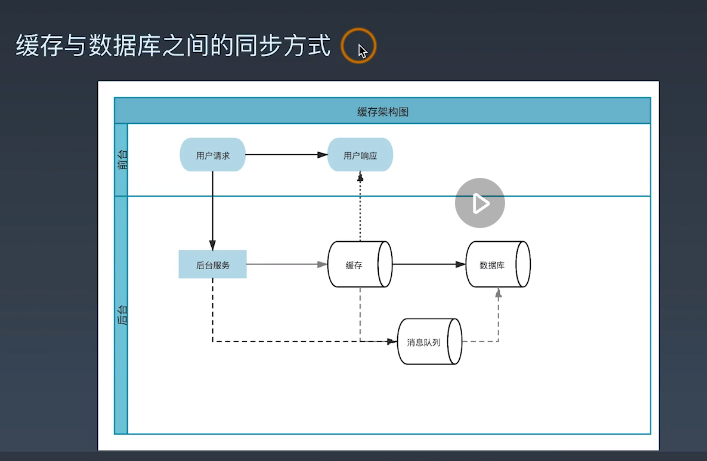 缓存与数据库之间的同步方式
缓存架构图
前台
用户请求
用户响应
后台
后台服务
缓存
数据库
消息队列